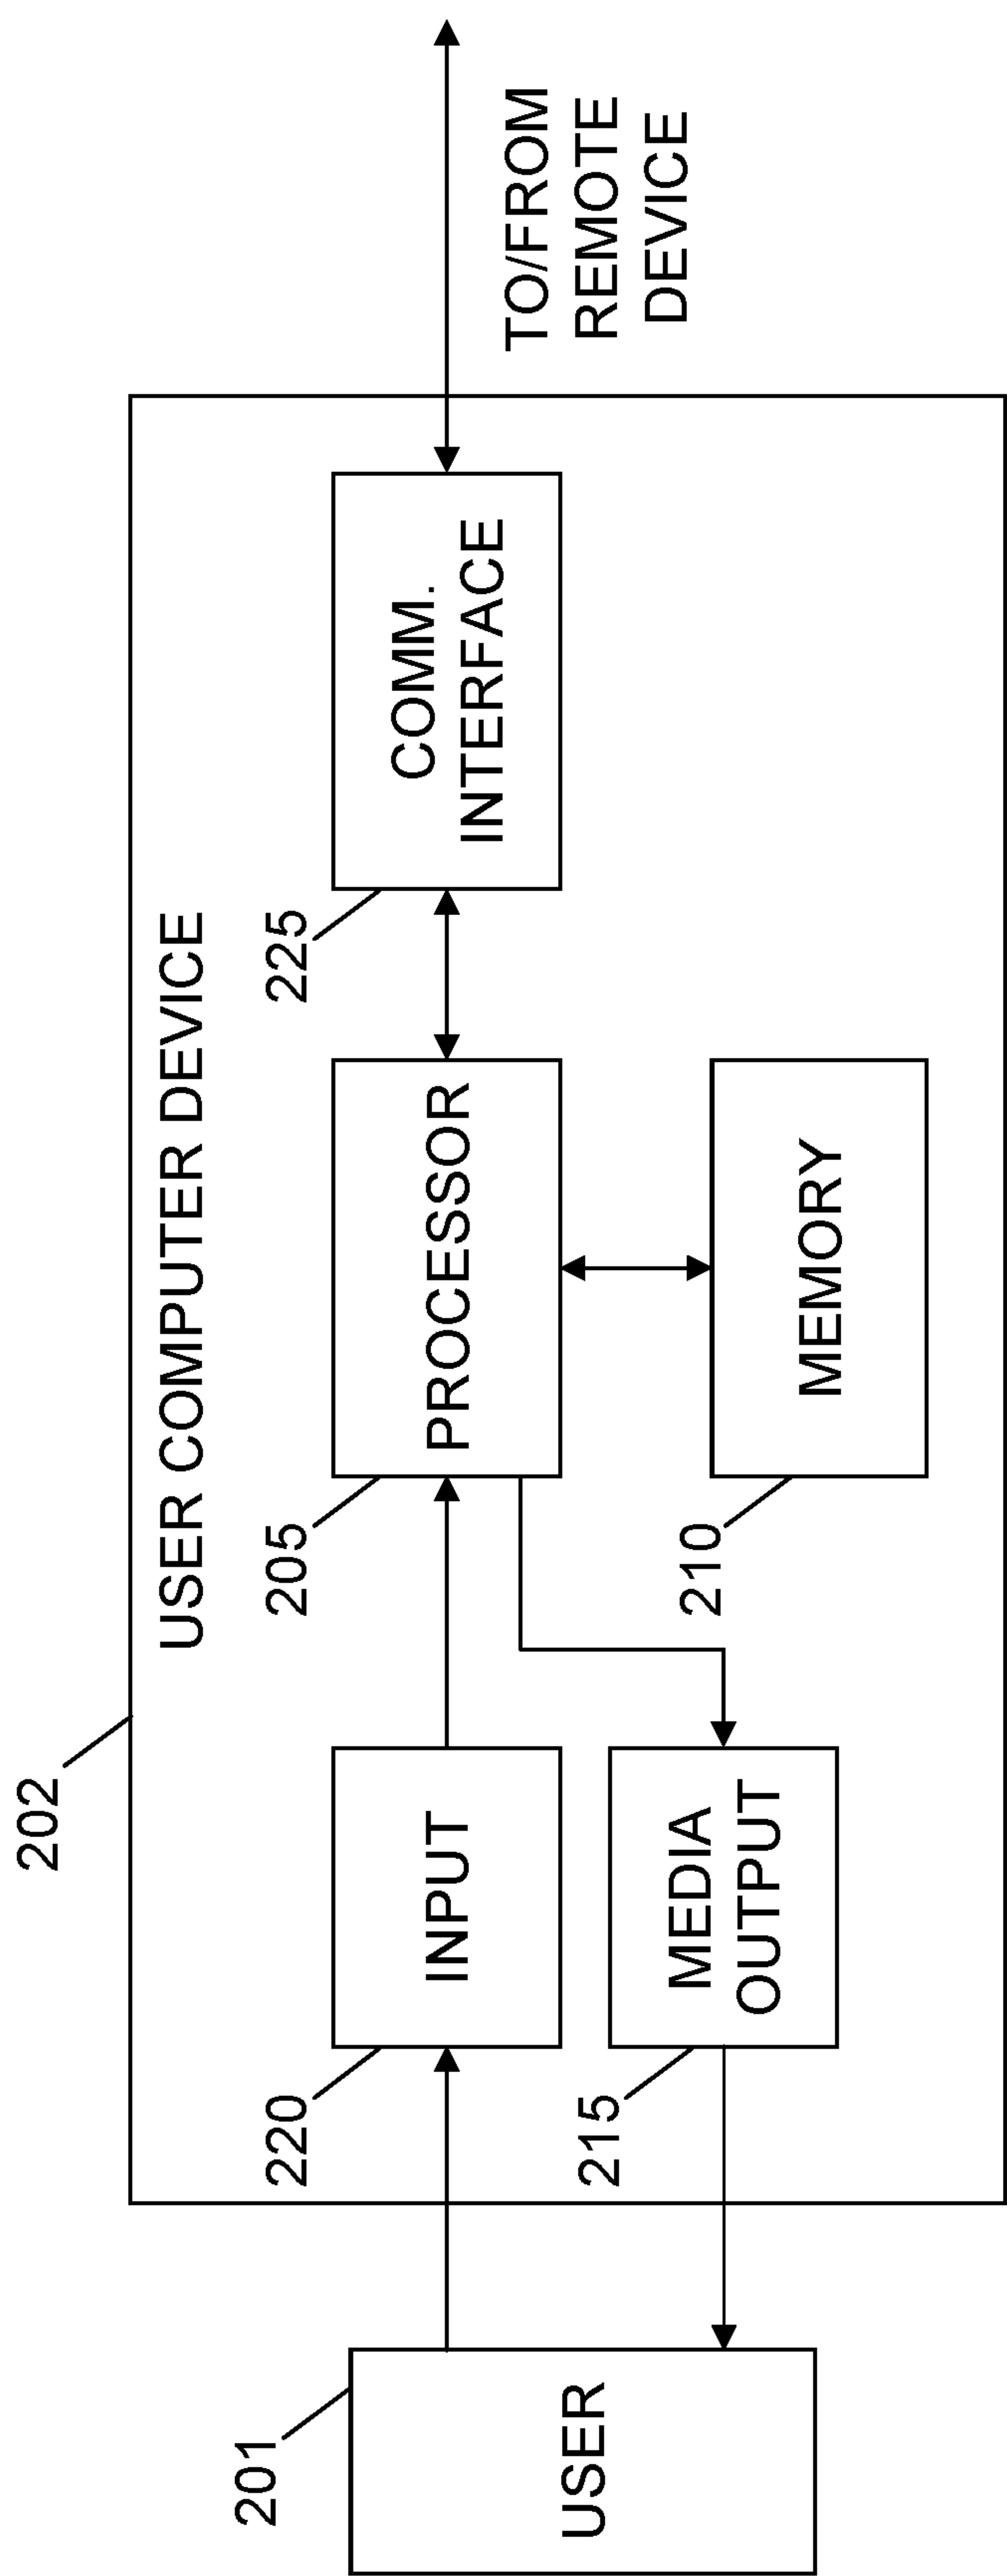 202
USER COMPUTER DEVICE
201
USER
220
INPUT
215
MEDIA
OUTPUT
205
PROCESSOR
210
MEMORY
225
COMM.
INTERFACE
TO/FROM
REMOTE
DEVICE